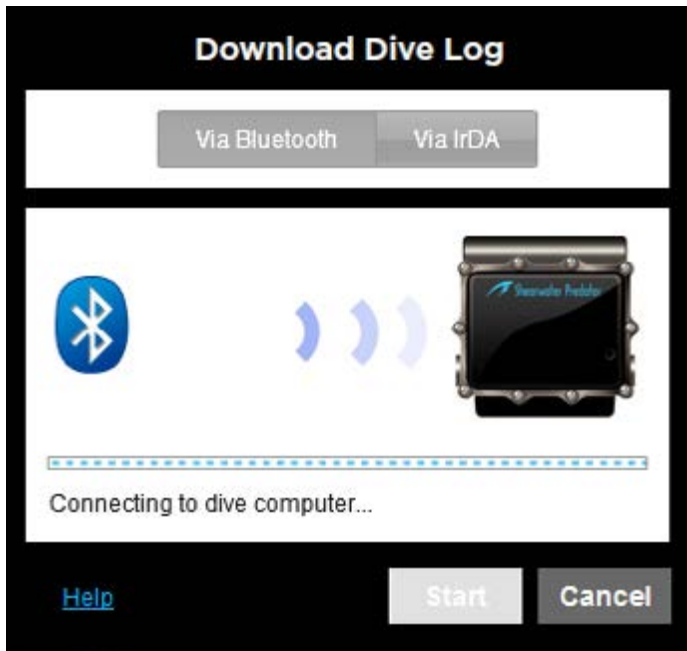 Download Dive Log
Via Bluetooth Via IrDA
Shearwater Predator
Connecting to dive computer...
Help Start Cancel